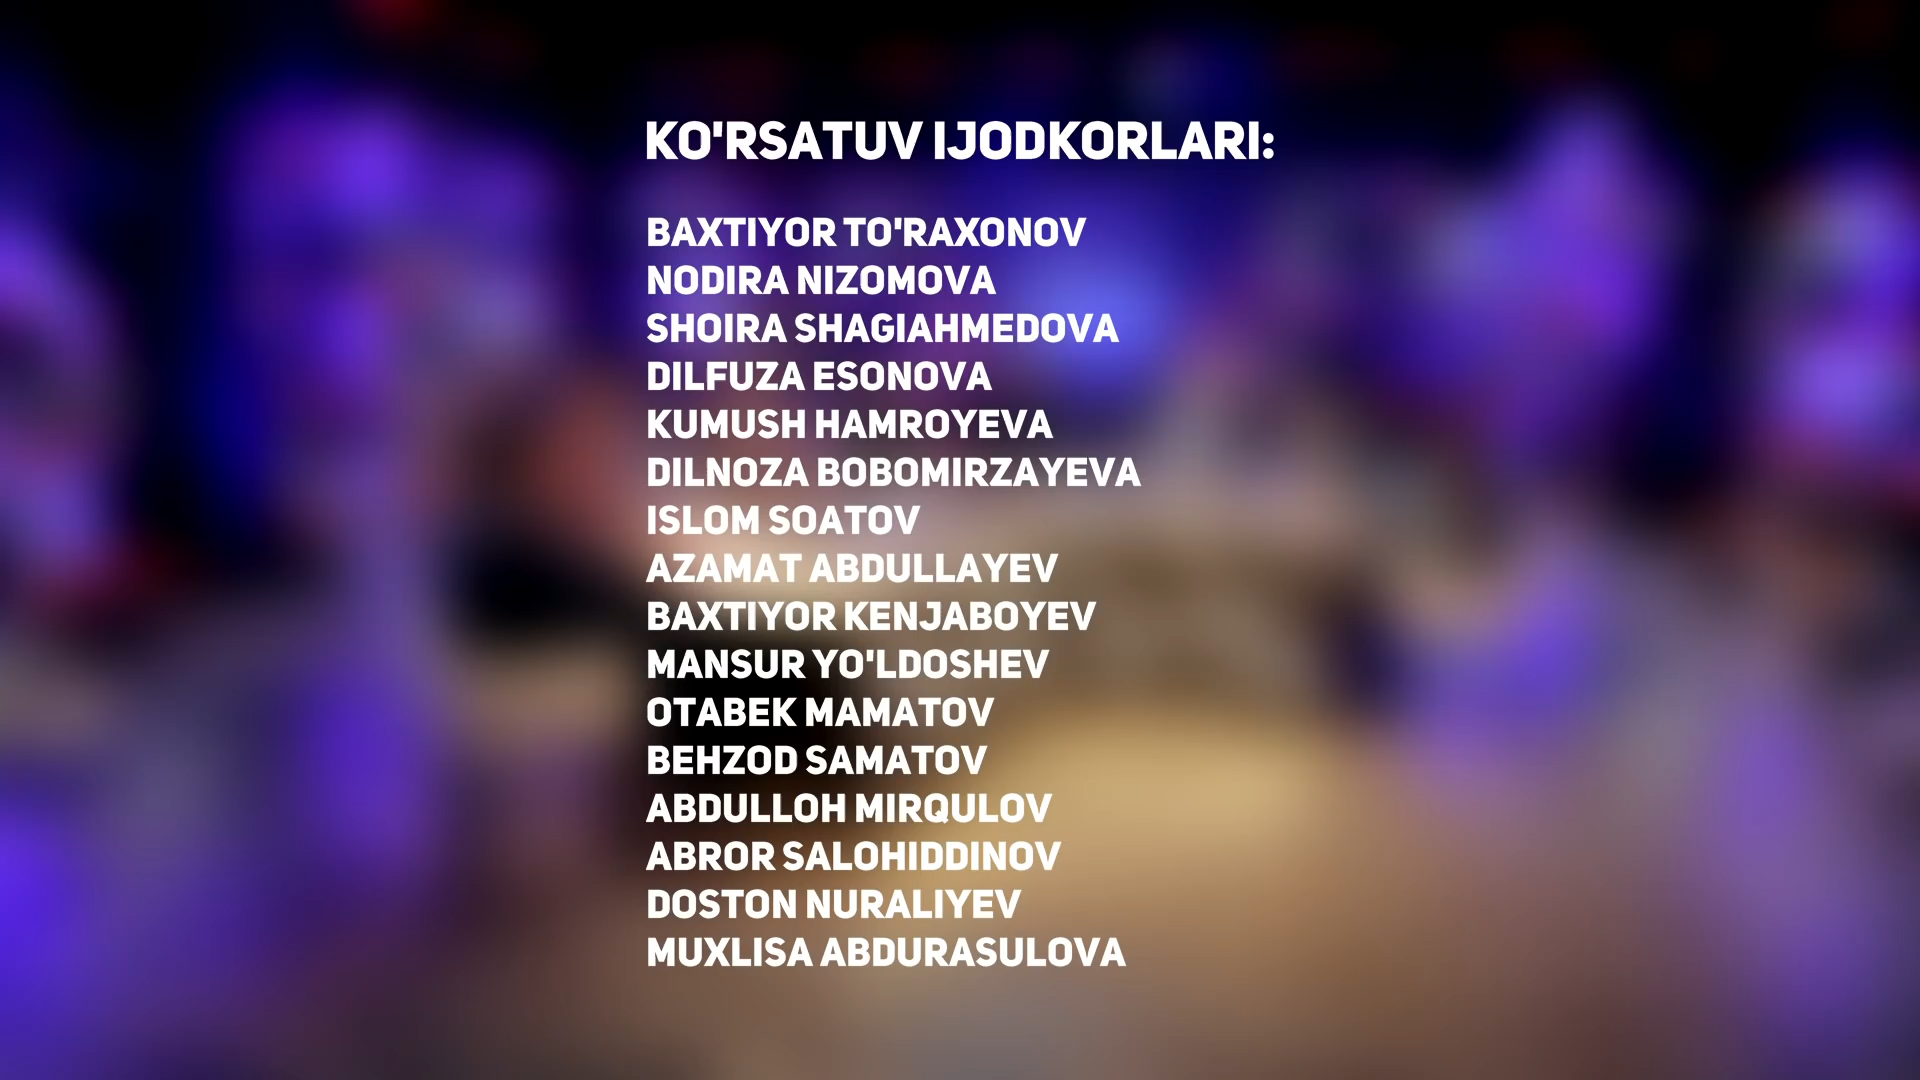 KO'RSATUV IJODKORLARI:
BAXTIYOR TO'RAXONOV
NODIRA NIZOMOVA
SHOIRA SHAGIAHMEDOVA
DILFUZA ESONOVA
KUMUSH HAMROYEVA
DILNOZA BOBOMIRZAYEVA
ISLOM SOATOV
AZAMAT ABDULLAYEV
BAXTIYOR KENJABOYEV
MANSUR YO'LDOSHEV
OTABEK MAMATOV
BEHZOD SAMATOV
ABDULLOH MIRQULOV
ABROR SALOHIDDINOV
DOSTON NURALIYEV
MUXLISA ABDURASULOVA